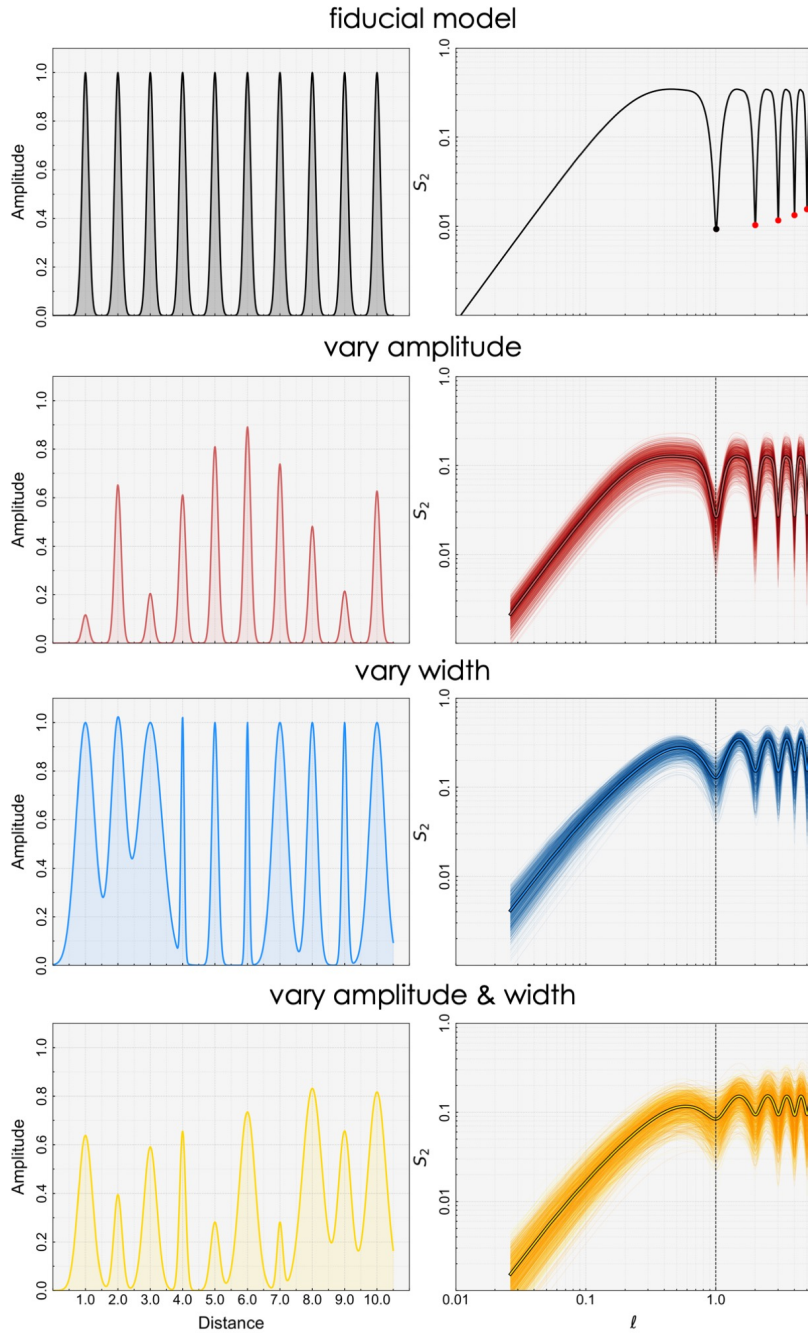 fiducial model
Amplitude
1.0
0.8
0.6
0.4
0.2
0.0
S2
1.0
0.1
0.01
vary amplitude
Amplitude
1.0
0.8
0.6
0.4
0.2
0.0
S2
1.0
0.1
0.01
vary width
Amplitude
1.0
0.8
0.6
0.4
0.2
0.0
S2
1.0
0.1
0.01
vary amplitude & width
Amplitude
1.0
0.8
0.6
0.4
0.2
0.0
1.0 2.0 3.0 4.0 5.0 6.0 7.0 8.0 9.0 10.0
Distance
S2
1.0
0.1
0.01
0.01 0.1 1.0
ℓ